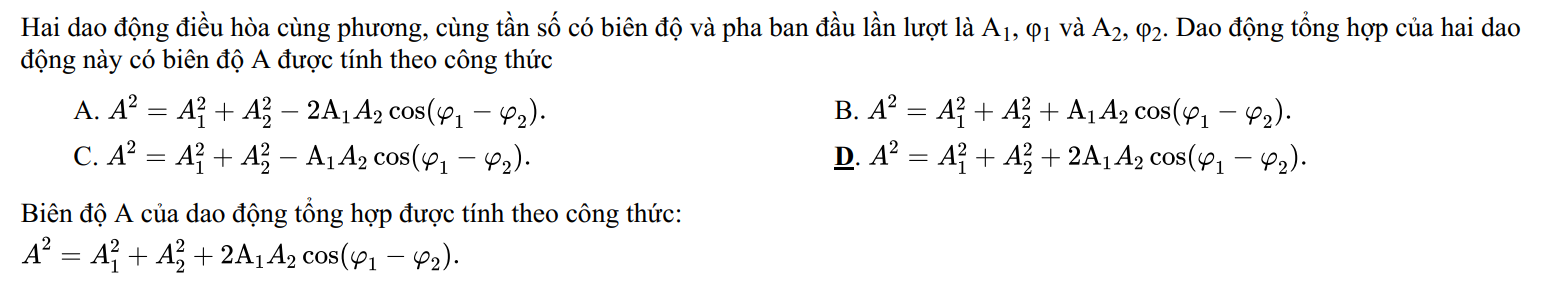 Hai dao động điều hòa cùng phương, cùng tần số có biên độ và pha ban đầu lần lượt là A₁, φ₁ và A₂, φ₂. Dao động tổng hợp của hai dao
động này có biên độ A được tính theo công thức
A. $A^2 = A_1^2 + A_2^2 - 2A_1A_2\cos(\varphi_1 - \varphi_2)$. B. $A^2 = A_1^2 + A_2^2 + A_1A_2\cos(\varphi_1 - \varphi_2)$.
C. $A^2 = A_1^2 + A_2^2 - A_1A_2\cos(\varphi_1 - \varphi_2)$. D. $A^2 = A_1^2 + A_2^2 + 2A_1A_2\cos(\varphi_1 - \varphi_2)$.
Biên độ A của dao động tổng hợp được tính theo công thức:
$A^2 = A_1^2 + A_2^2 + 2A_1A_2\cos(\varphi_1 - \varphi_2)$.